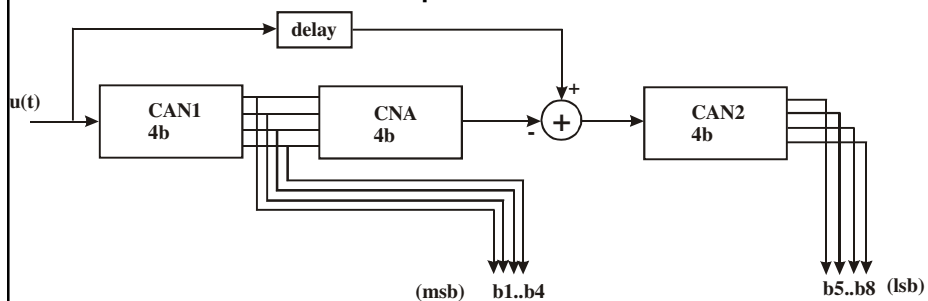 delay
u(t)
CAN1
4b
CNA
4b
+
-
+
CAN2
4b
(msb) b1..b4
b5..b8 (lsb)